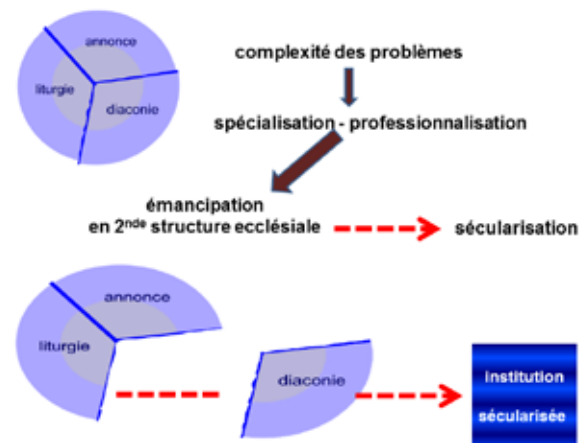 annonce
liturgie
diaconie
complexité des problèmes
spécialisation - professionnalisation
émancipation
en 2nde structure ecclésiale
sécularisation
annonce
liturgie
diaconie
institution
sécularisée